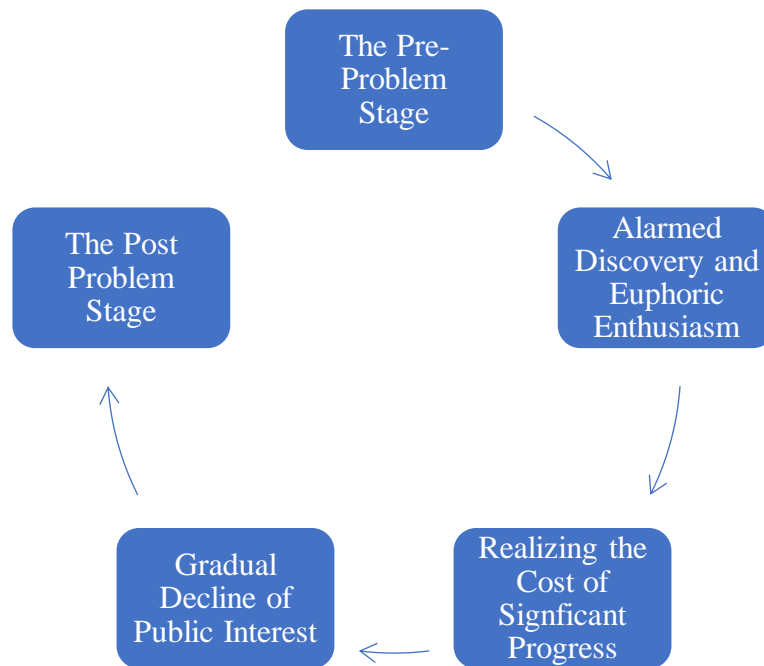 The Pre-
Problem
Stage
Alarmed
Discovery and
Euphoric
Enthusiasm
Realizing the
Cost of
Signficant
Progress
Gradual
Decline of
Public Interest
The Post
Problem
Stage